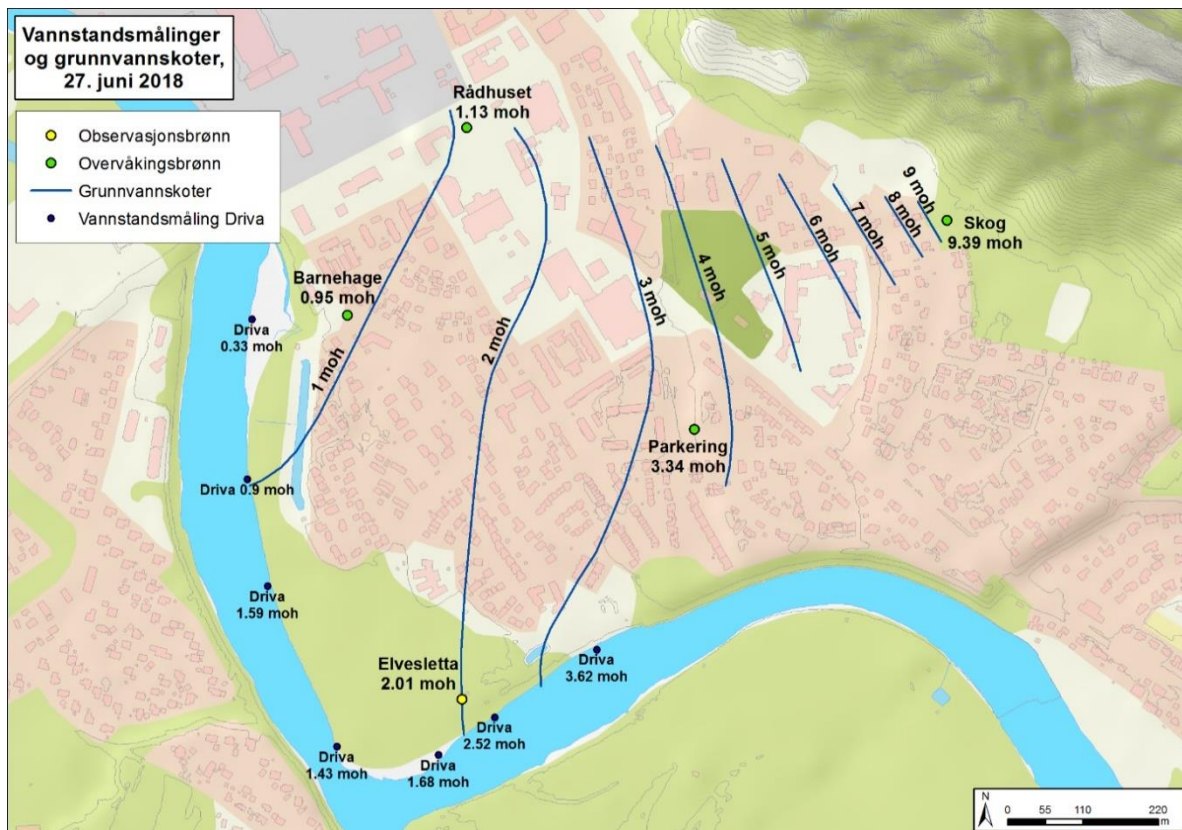 Vannstandsmålinger
og grunnvannskoter,
27. juni 2018
Observasjonsbrønn
Overvåkingsbrønn
Grunnvannskoter
Vannstandsmåling Driva
Rådhuset
1.13 moh
Skog
9.39 moh
9 moh
8 moh
7 moh
6 moh
5 moh
4 moh
3 moh
2 moh
1 moh
Barnehage
0.95 moh
Driva
0.33 moh
Parkering
3.34 moh
Driva 0.9 moh
Driva
1.59 moh
Elvesletta
2.01 moh
Driva
3.62 moh
Driva
2.52 moh
Driva
1.43 moh
Driva
1.68 moh
N
0 55 110 220
m